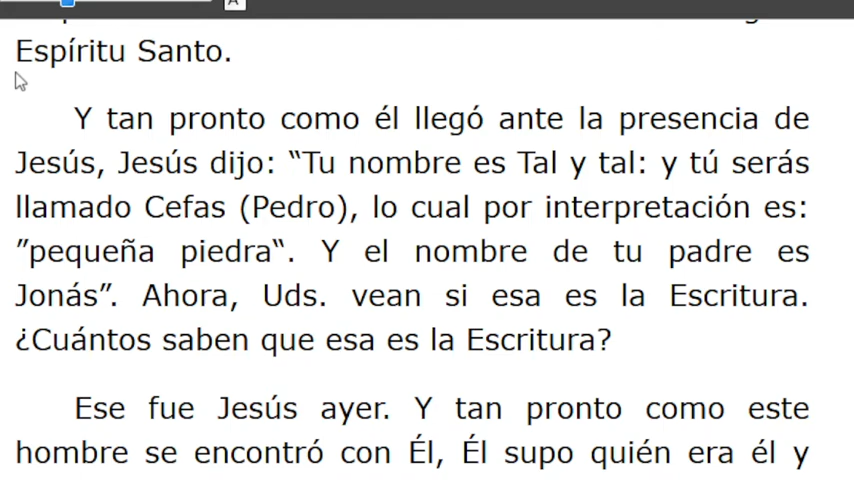 A
Espíritu Santo.
Y tan pronto como él llegó ante la presencia de
Jesús, Jesús dijo: “Tu nombre es Tal y tal: y tú serás
llamado Cefas (Pedro), lo cual por interpretación es:
”pequeña piedra“. Y el nombre de tu padre es
Jonás”. Ahora, Uds. vean si esa es la Escritura.
¿Cuántos saben que esa es la Escritura?
Ese fue Jesús ayer. Y tan pronto como este
hombre se encontró con Él, Él supo quién era él y